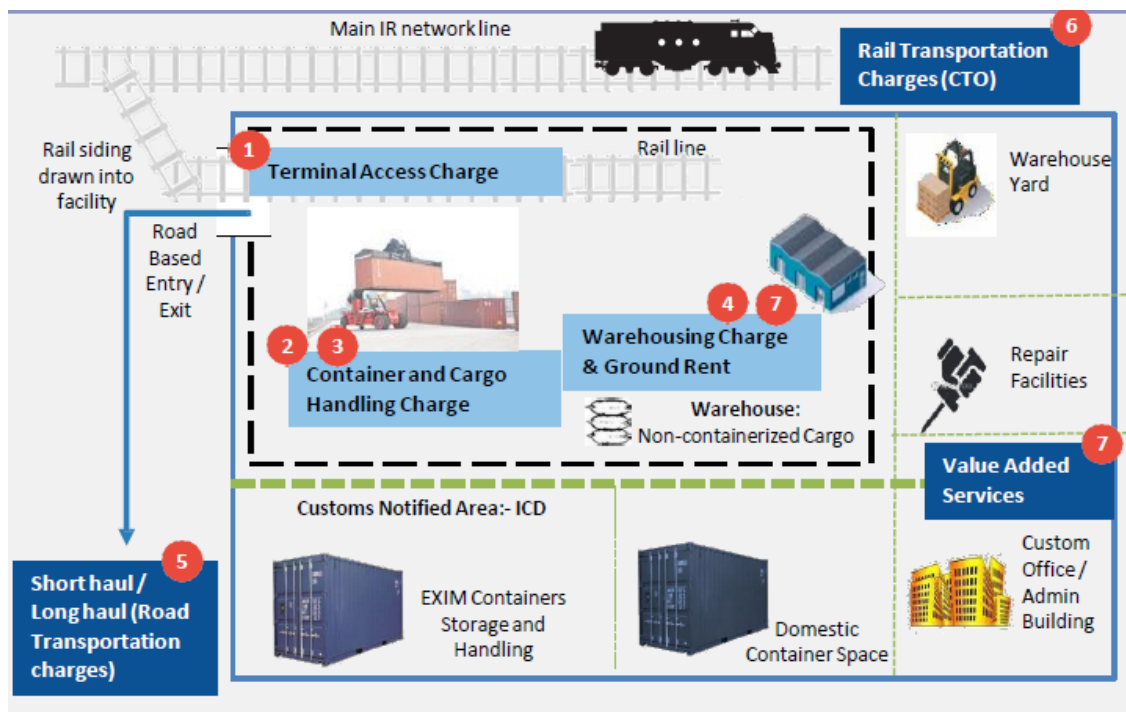 Main IR network line
6
Rail Transportation
Charges (CTO)
Rail siding
drawn into
facility
1
Terminal Access Charge
Rail line
Warehouse
Yard
Road
Based
Entry /
Exit
2
3
Container and Cargo
Handling Charge
4
7
Warehousing Charge
& Ground Rent
Warehouse:
Non-containerized Cargo
Repair
Facilities
7
Value Added
Services
Customs Notified Area:- ICD
5
Short haul /
Long haul (Road
Transportation
charges)
EXIM Containers
Storage and
Handling
Domestic
Container Space
Custom
Office /
Admin
Building